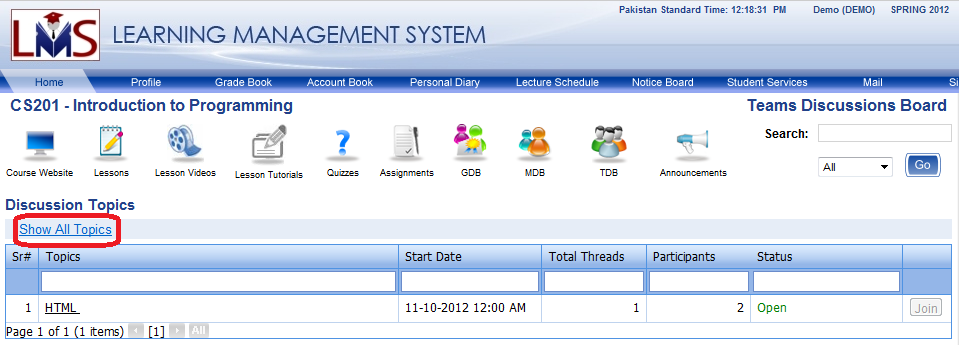 Pakistan Standard Time: 12:18:31 PM Demo (DEMO) SPRING 2012
LMS LEARNING MANAGEMENT SYSTEM
Home Profile Grade Book Account Book Personal Diary Lecture Schedule Notice Board Student Services Mail Si
CS201 - Introduction to Programming Teams Discussions Board
Search:
Course Website Lessons Lesson Videos Lesson Tutorials Quizzes Assignments GDB MDB TDB Announcements
All Go
Discussion Topics
Show All Topics
Sr# Topics Start Date Total Threads Participants Status
1 HTML 11-10-2012 12:00 AM 1 2 Open Join
Page 1 of 1 (1 items) [1] All